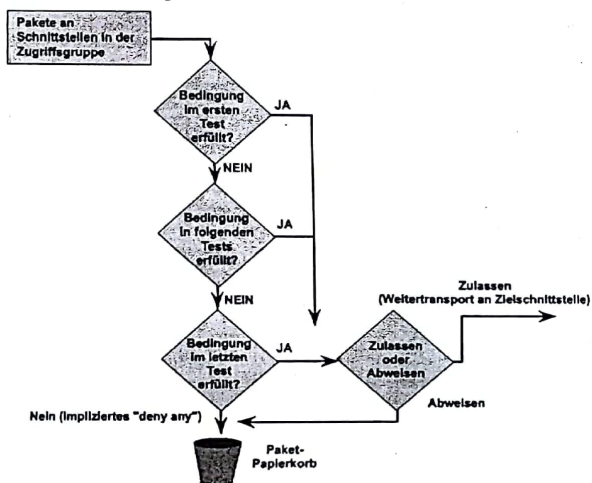 Pakete an
Schnittstellen in der
Zugriffsgruppe
Bedingung
im ersten
Test
erfüllt?
JA
NEIN
Bedingung
in folgenden
Tests
erfüllt?
JA
NEIN
Bedingung
im letzten
Test
erfüllt?
JA
Zulassen
oder
Abweisen
Zulassen
(Weitertransport an Zielschnittstelle)
Abweisen
Nein (impliziertes "deny any")
Paket-
Papierkorb